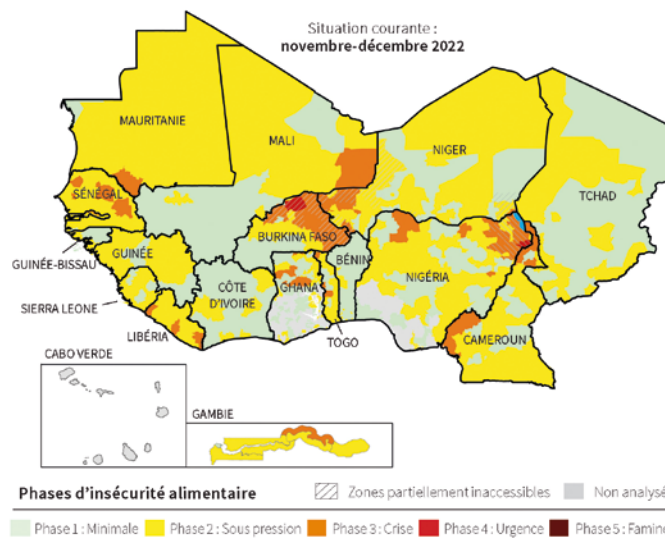 Situation courante :
novembre-décembre 2022
MAURITANIE
MALI
NIGER
TCHAD
SÉNÉGAL
BURKINA FASO
GUINÉE-BISSAU
GUINÉE
BÉNIN
NIGÉRIA
CÔTE
D'IVOIRE
GHANA
SIERRA LEONE
LIBÉRIA
TOGO
CAMEROUN
CABO VERDE
GAMBIE
Phases d'insécurité alimentaire
Zones partiellement inaccessibles
Non analysé
Phase 1 : Minimale
Phase 2 : Sous pression
Phase 3 : Crise
Phase 4 : Urgence
Phase 5 : Famine